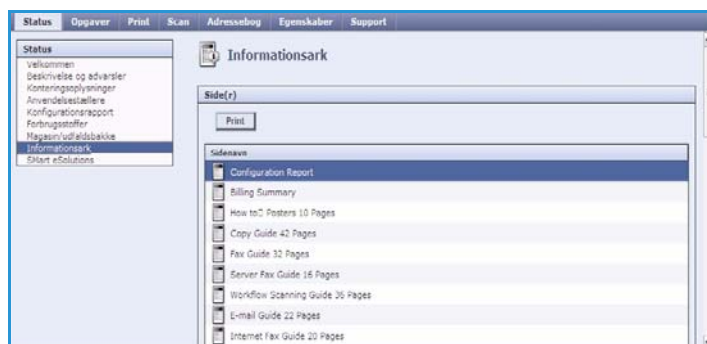 Status Opgaver Print Scan Adressebog Egenskaber Support
Status
Velkommen
Beskrivelse og advarsler
Konteringsoplysninger
Anvendelsestællere
Konfigurationsrapport
Forbrugsstoffer
Magasin/udfaldsbakke
Informationsark
SMart eSolutions
Informationsark
Side(r)
Print
Sidenavn
Configuration Report
Billing Summary
How to Posters 10 Pages
Copy Guide 42 Pages
Fax Guide 32 Pages
Server Fax Guide 16 Pages
Workflow Scanning Guide 36 Pages
E-mail Guide 22 Pages
Internet Fax Guide 20 Pages